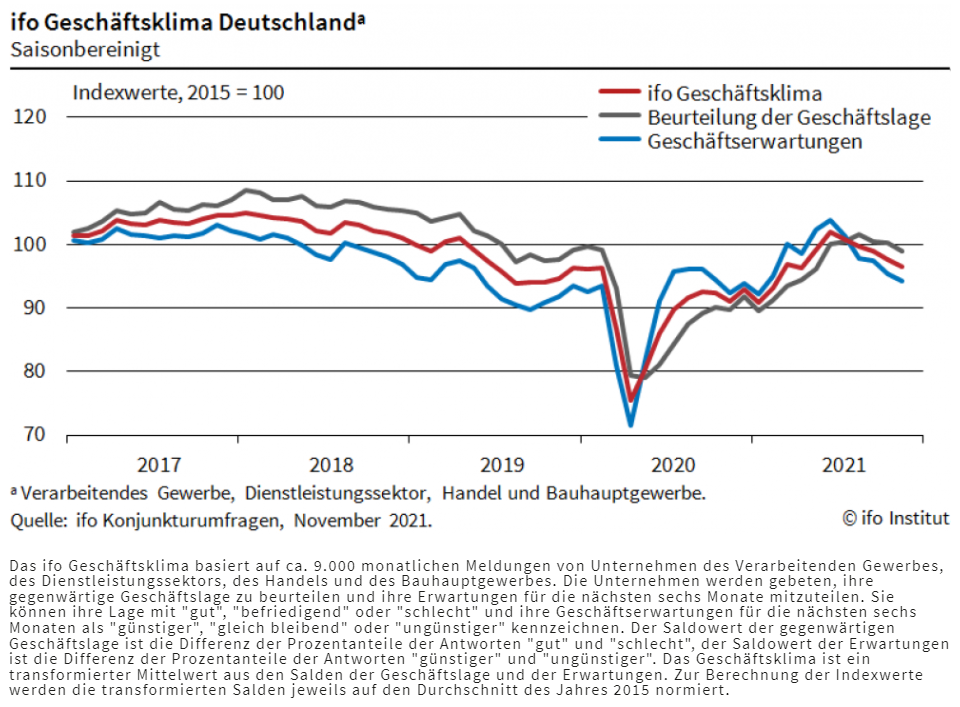 ifo Geschäftsklima Deutschlandª
Saisonbereinigt
Indexwerte, 2015 = 100
ifo Geschäftsklima
Beurteilung der Geschäftslage
Geschäftserwartungen
120
110
100
90
80
70
2017 2018 2019 2020 2021
ª Verarbeitendes Gewerbe, Dienstleistungssektor, Handel und Bauhauptgewerbe.
Quelle: ifo Konjunkturumfragen, November 2021.
© ifo Institut
Das ifo Geschäftsklima basiert auf ca. 9.000 monatlichen Meldungen von Unternehmen des Verarbeitenden Gewerbes,
des Dienstleistungssektors, des Handels und des Bauhauptgewerbes. Die Unternehmen werden gebeten, ihre
gegenwärtige Geschäftslage zu beurteilen und ihre Erwartungen für die nächsten sechs Monate mitzuteilen. Sie
können ihre Lage mit "gut", "befriedigend" oder "schlecht" und ihre Geschäftserwartungen für die nächsten sechs
Monaten als "günstiger", "gleich bleibend" oder "ungünstiger" kennzeichnen. Der Saldowert der gegenwärtigen
Geschäftslage ist die Differenz der Prozentanteile der Antworten "gut" und "schlecht", der Saldowert der Erwartungen
ist die Differenz der Prozentanteile der Antworten "günstiger" und "ungünstiger". Das Geschäftsklima ist ein
transformierter Mittelwert aus den Salden der Geschäftslage und der Erwartungen. Zur Berechnung der Indexwerte
werden die transformierten Salden jeweils auf den Durchschnitt des Jahres 2015 normiert.